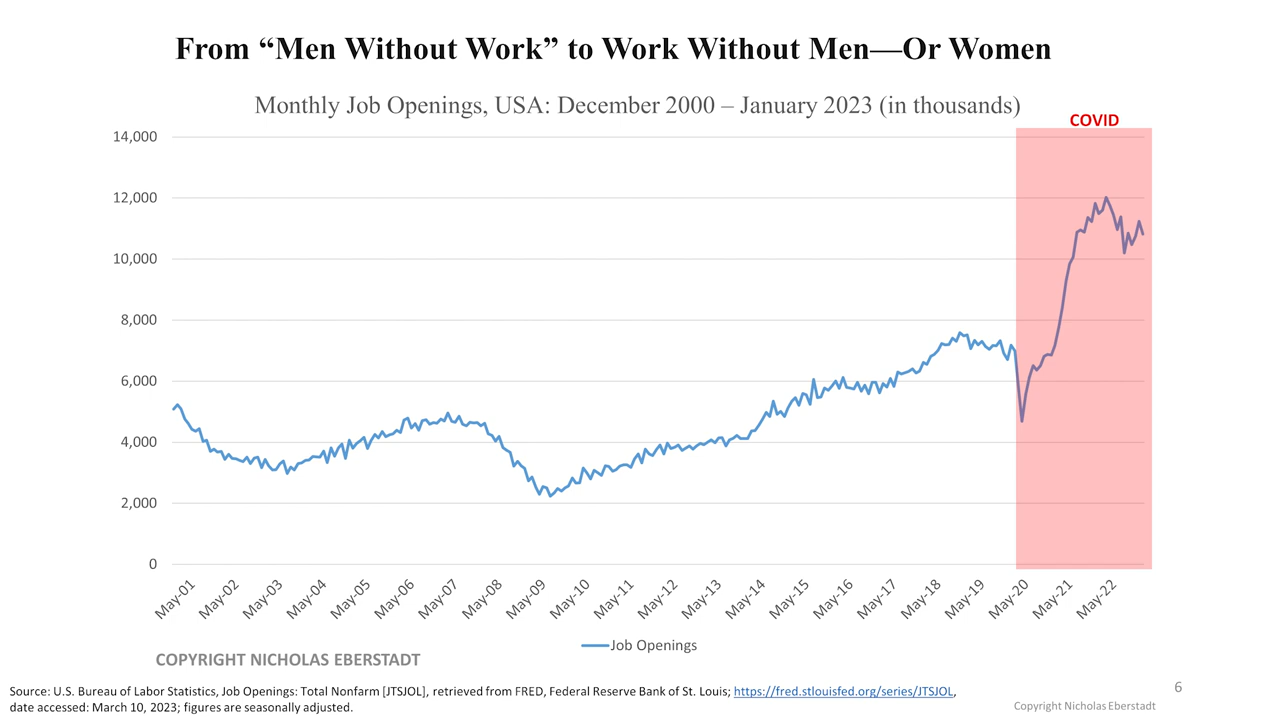 From “Men Without Work” to Work Without Men—Or Women
Monthly Job Openings, USA: December 2000 – January 2023 (in thousands)
COVID
14,000
12,000
10,000
8,000
6,000
4,000
2,000
0
May-01
May-02
May-03
May-04
May-05
May-06
May-07
May-08
May-09
May-10
May-11
May-12
May-13
May-14
May-15
May-16
May-17
May-18
May-19
May-20
May-21
May-22
Job Openings
COPYRIGHT NICHOLAS EBERSTADT
Source: U.S. Bureau of Labor Statistics, Job Openings: Total Nonfarm [JTSJOL], retrieved from FRED, Federal Reserve Bank of St. Louis; https://fred.stlouisfed.org/series/JTSJOL,
date accessed: March 10, 2023; figures are seasonally adjusted.
6
Copyright Nicholas Eberstadt